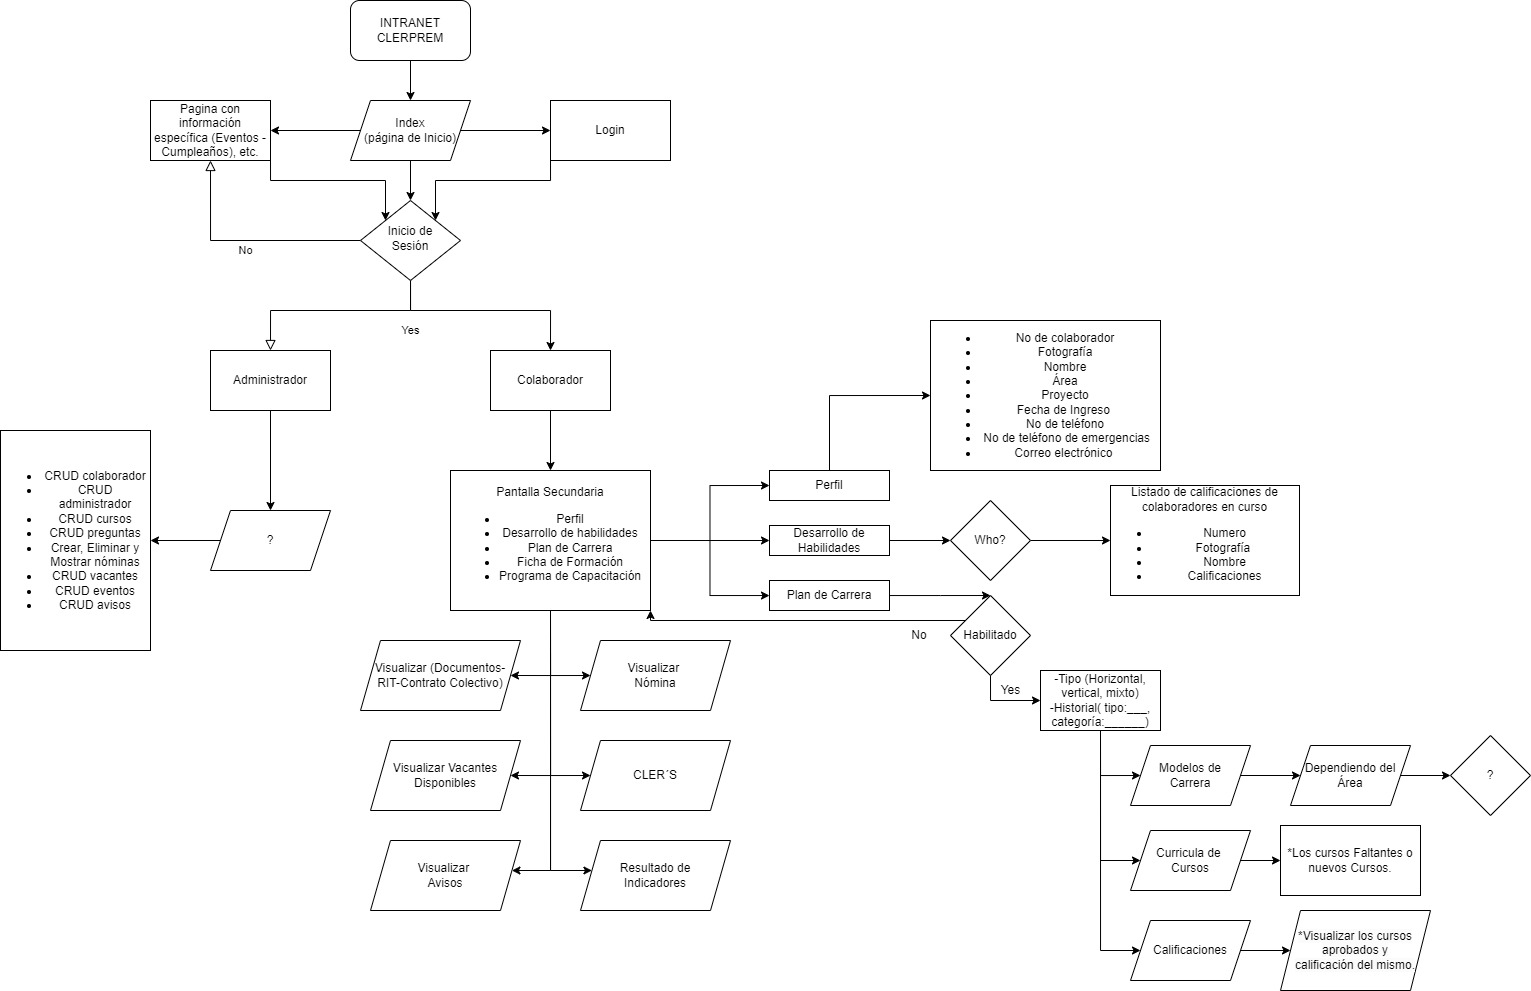 INTRANET
CLERPREM
Pagina con
información
específica (Eventos -
Cumpleaños), etc.
Index
(página de Inicio)
Login
Inicio de
Sesión
No
Yes
Administrador
Colaborador
• No de colaborador
• Fotografía
• Nombre
• Área
• Proyecto
• Fecha de Ingreso
• No de teléfono
• No de teléfono de emergencias
• Correo electrónico
• CRUD colaborador
• CRUD
administrador
• CRUD cursos
• CRUD preguntas
• Crear, Eliminar y
Mostrar nóminas
• CRUD vacantes
• CRUD eventos
• CRUD avisos
?
Pantalla Secundaria
• Perfil
• Desarrollo de habilidades
• Plan de Carrera
• Ficha de Formación
• Programa de Capacitación
Perfil
Desarrollo de
Habilidades
Plan de Carrera
Who?
Listado de calificaciones de
colaboradores en curso
• Numero
• Fotografía
• Nombre
• Calificaciones
No
Habilitado
Yes
-Tipo (Horizontal,
vertical, mixto)
-Historial( tipo:___,
categoría:______)
Visualizar (Documentos-
RIT-Contrato Colectivo)
Visualizar
Nómina
Visualizar Vacantes
Disponibles
CLER´S
Visualizar
Avisos
Resultado de
Indicadores
Modelos de
Carrera
Dependiendo del
Área
?
Curricula de
Cursos
*Los cursos Faltantes o
nuevos Cursos.
Calificaciones
*Visualizar los cursos
aprobados y
calificación del mismo.